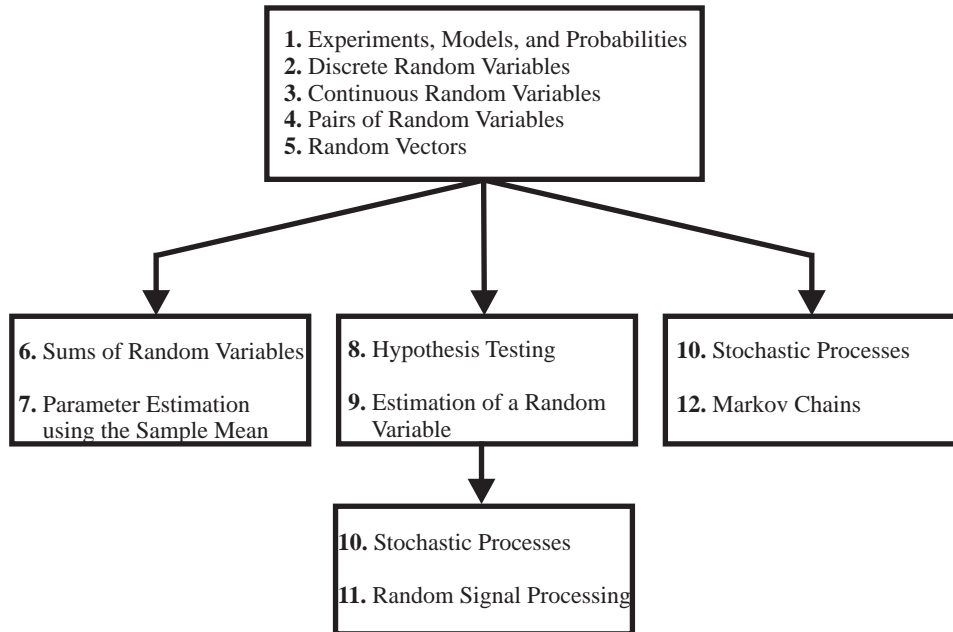 1. Experiments, Models, and Probabilities
2. Discrete Random Variables
3. Continuous Random Variables
4. Pairs of Random Variables
5. Random Vectors
6. Sums of Random Variables
7. Parameter Estimation
using the Sample Mean
8. Hypothesis Testing
9. Estimation of a Random
Variable
10. Stochastic Processes
12. Markov Chains
10. Stochastic Processes
11. Random Signal Processing